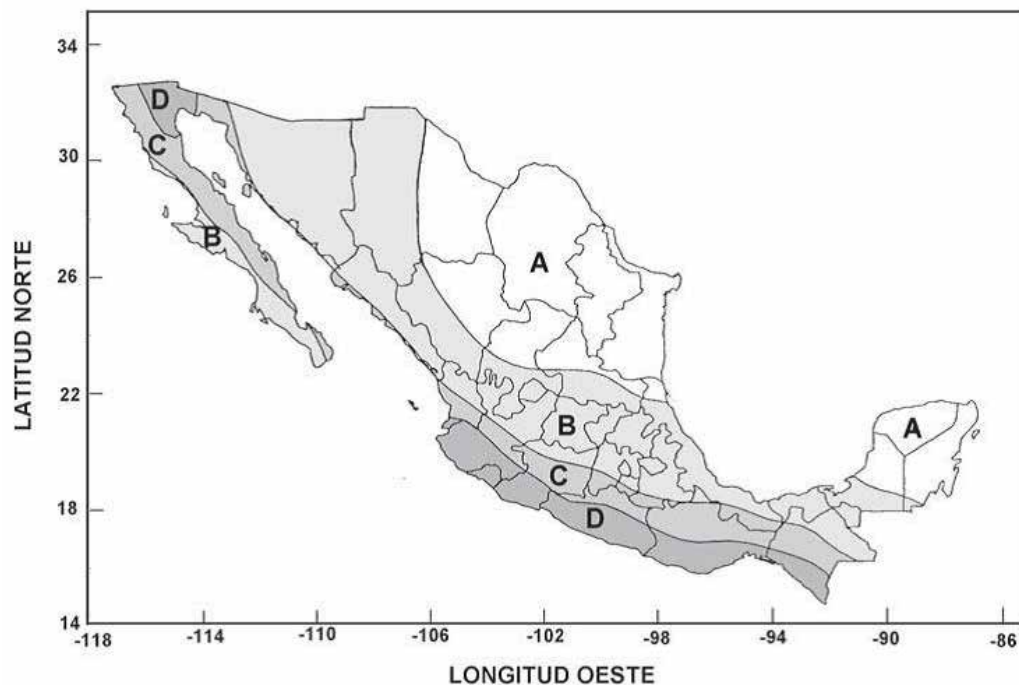 34
30
26
22
18
14
-118
-114
-110
-106
-102
-98
-94
-90
-86
LATITUD NORTE
LONGITUD OESTE
D
C
B
A
B
A
C
D